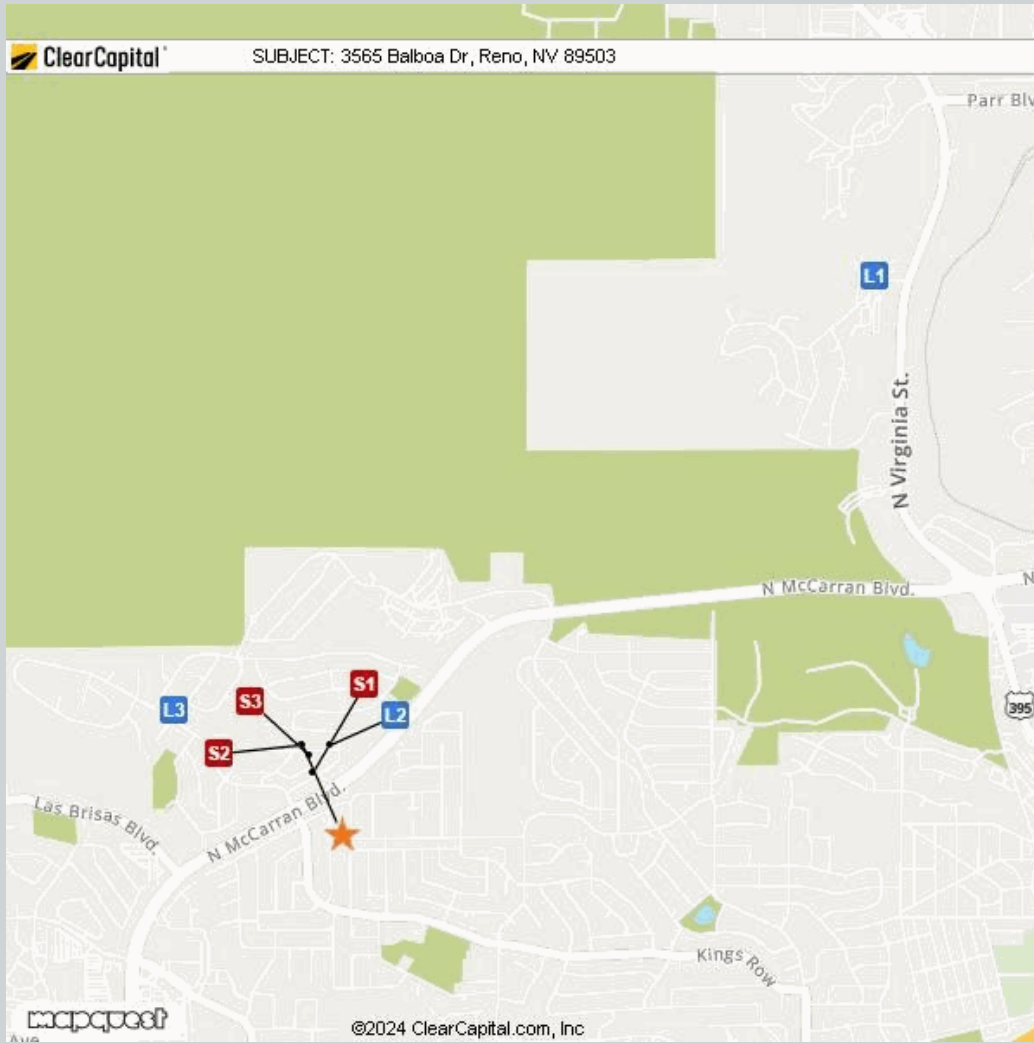 ClearCapital SUBJECT: 3565 Balboa Dr, Reno, NV 89503
Parr Blv
L1
N Virginia St.
N McCarran Blvd.
N
S1
S3
L3
L2
395
S2
Las Brisas Blvd.
N McCarran Blvd.
Kings Row
mapquest
©2024 ClearCapital.com, Inc
Ave